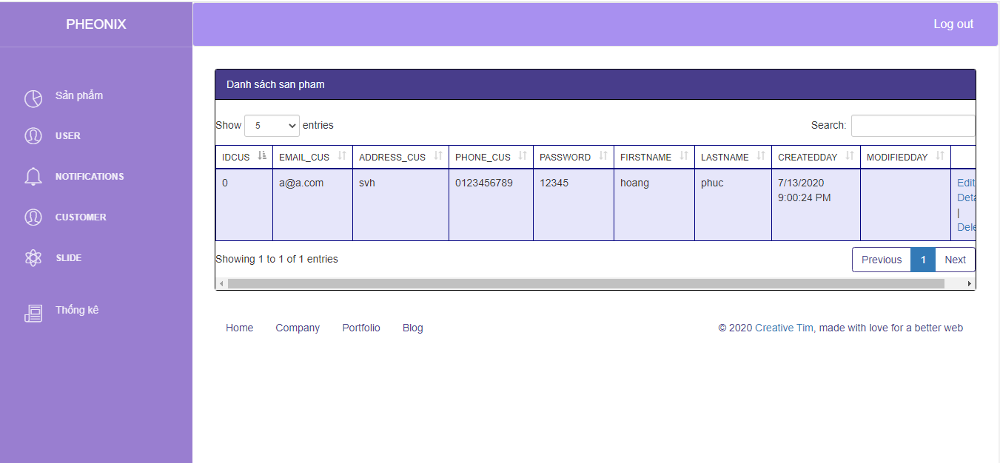 PHEONIX
Log out
Sản phẩm
USER
NOTIFICATIONS
CUSTOMER
SLIDE
Thống kê
Danh sách san pham
Show 5 entries
Search:
IDCUS EMAIL_CUS ADDRESS_CUS PHONE_CUS PASSWORD FIRSTNAME LASTNAME CREATEDDAY MODIFIEDDAY
0 a@a.com svh 0123456789 12345 hoang phuc 7/13/2020 Edit
9:00:24 PM Deta
|
Dele
Showing 1 to 1 of 1 entries
Previous 1 Next
Home Company Portfolio Blog
© 2020 Creative Tim, made with love for a better web